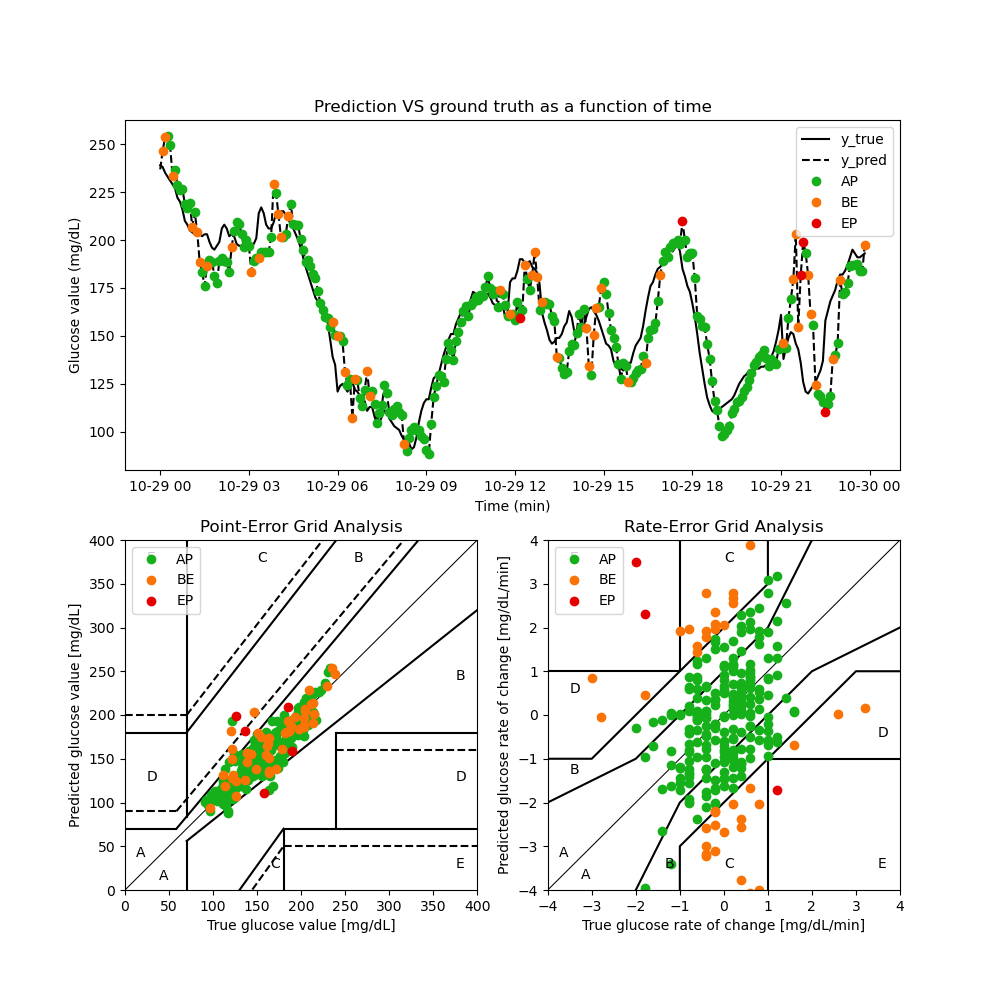 Prediction VS ground truth as a function of time
Glucose value (mg/dL)
250
225
200
175
150
125
100
y_true
y_pred
AP
BE
EP
10-29 00 10-29 03 10-29 06 10-29 09 10-29 12 10-29 15 10-29 18 10-29 21 10-30 00
Time (min)
Point-Error Grid Analysis
Predicted glucose value [mg/dL]
400
350
300
250
200
150
100
50
0
AP
BE
EP
C
B
B
D
D
A
A
C
E
0 50 100 150 200 250 300 350 400
True glucose value [mg/dL]
Rate-Error Grid Analysis
Predicted glucose rate of change [mg/dL/min]
4
3
2
1
0
−1
−2
−3
−4
AP
BE
EP
C
D
D
B
A
A
B
C
E
−4 −3 −2 −1 0 1 2 3 4
True glucose rate of change [mg/dL/min]